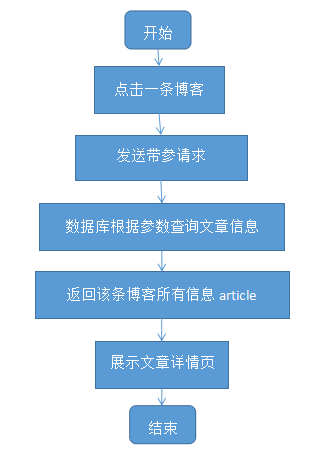 开始
点击一条博客
发送带参请求
数据库根据参数查询文章信息
返回该条博客所有信息 article
展示文章详情页
结束